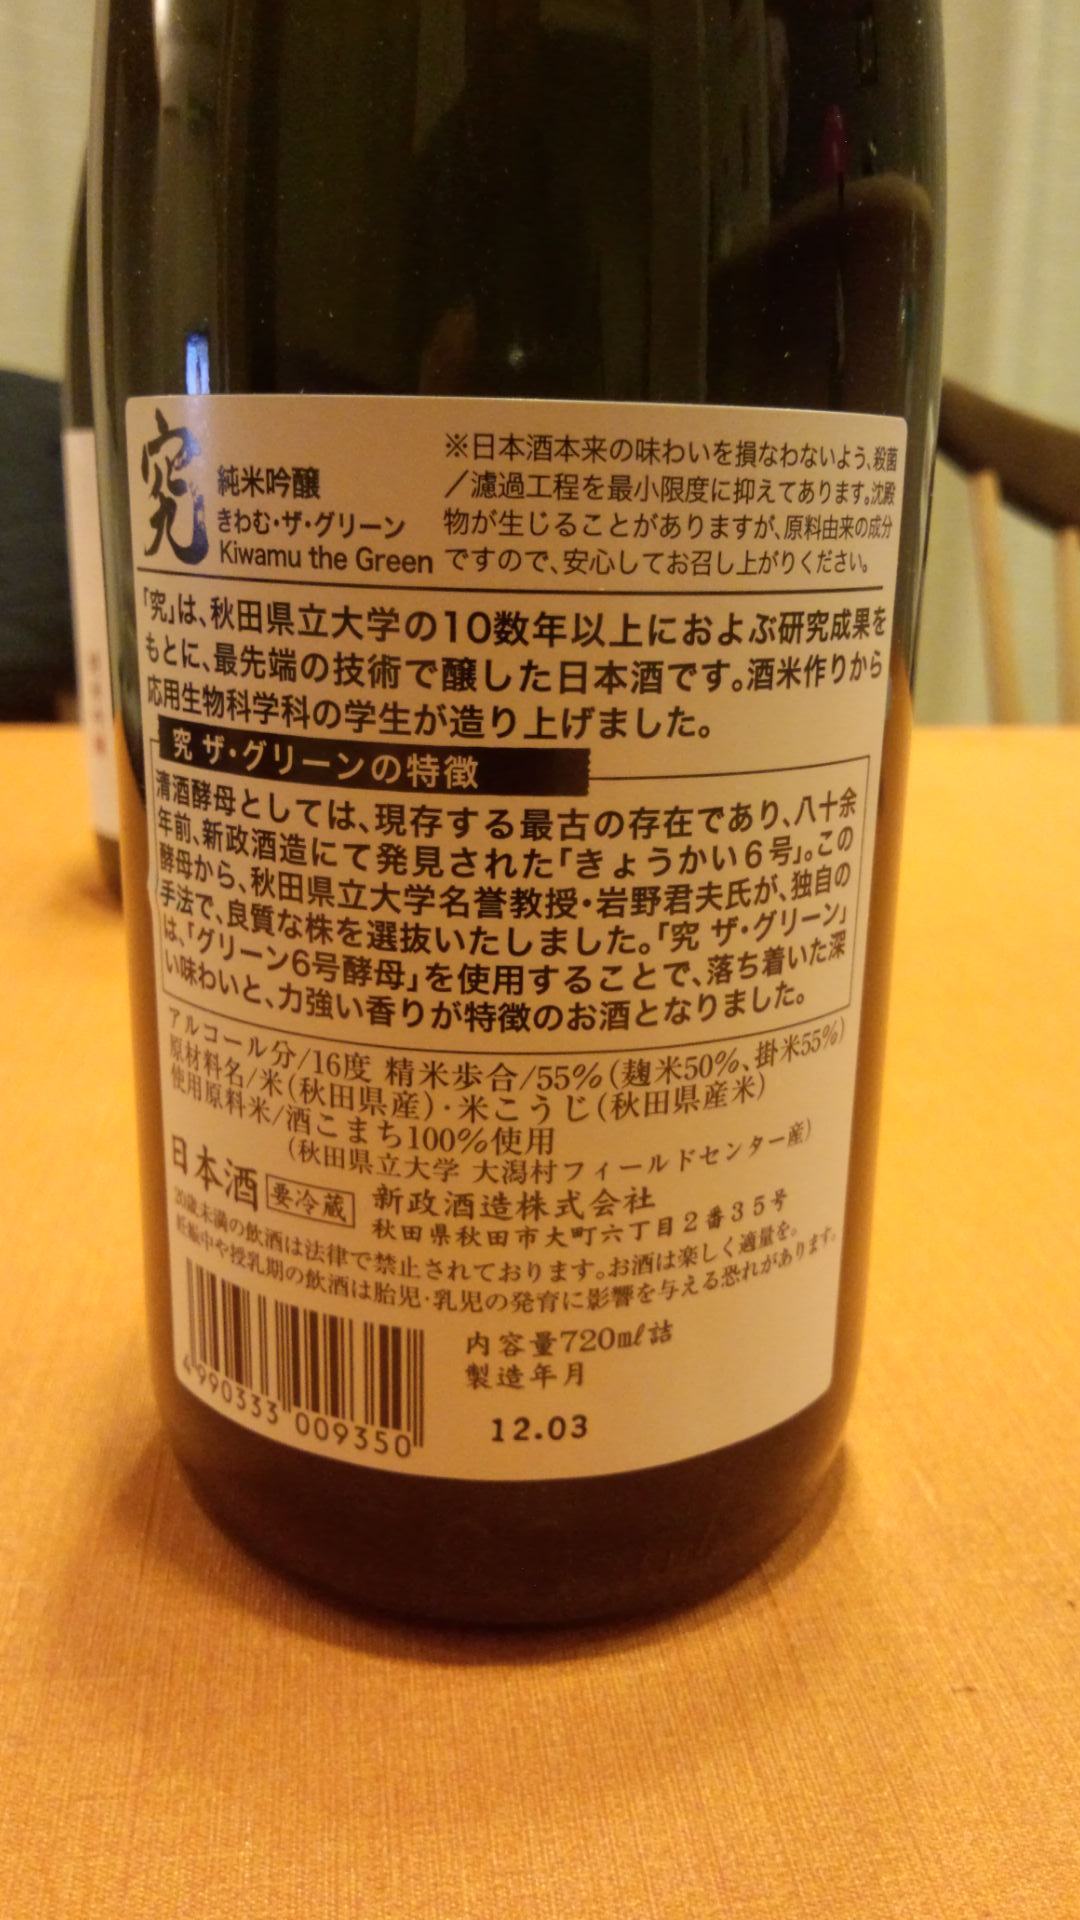 究
純米吟醸
きわむ・ザ・グリーン
Kiwamu the Green
※日本酒本来の味わいを損なわないよう、殺菌
／濾過工程を最小限度に抑えてあります。沈殿
物が生じることがありますが、原料由来の成分
ですので、安心してお召し上がりください。
「究」は、秋田県立大学の10数年以上におよぶ研究成果を
もとに、最先端の技術で醸した日本酒です。酒米作りから
応用生物科学科の学生が造り上げました。
究 ザ・グリーンの特徴
清酒酵母としては、現存する最古の存在であり、八十余
年前、新政酒造にて発見された「きょうかい6号」。この
酵母から、秋田県立大学名誉教授・岩野君夫氏が、独自の
手法で、良質な株を選抜いたしました。「究 ザ・グリーン」
は、「グリーン6号酵母」を使用することで、落ち着いた深
い味わいと、力強い香りが特徴のお酒となりました。
アルコール分/16度 精米歩合/55%(麹米50%、掛米55%)
原材料名/米(秋田県産)・米こうじ(秋田県産米)
使用原料米/酒こまち100%使用
(秋田県立大学 大潟村フィールドセンター産)
日本酒 要冷蔵 新政酒造株式会社
秋田県秋田市大町六丁目2番35号
20歳未満の飲酒は法律で禁止されております。お酒は楽しく適量を。
妊娠中や授乳期の飲酒は胎児・乳児の発育に影響を与える恐れがあります。
内容量720㎖詰
製造年月
12.03
4 990333 009350